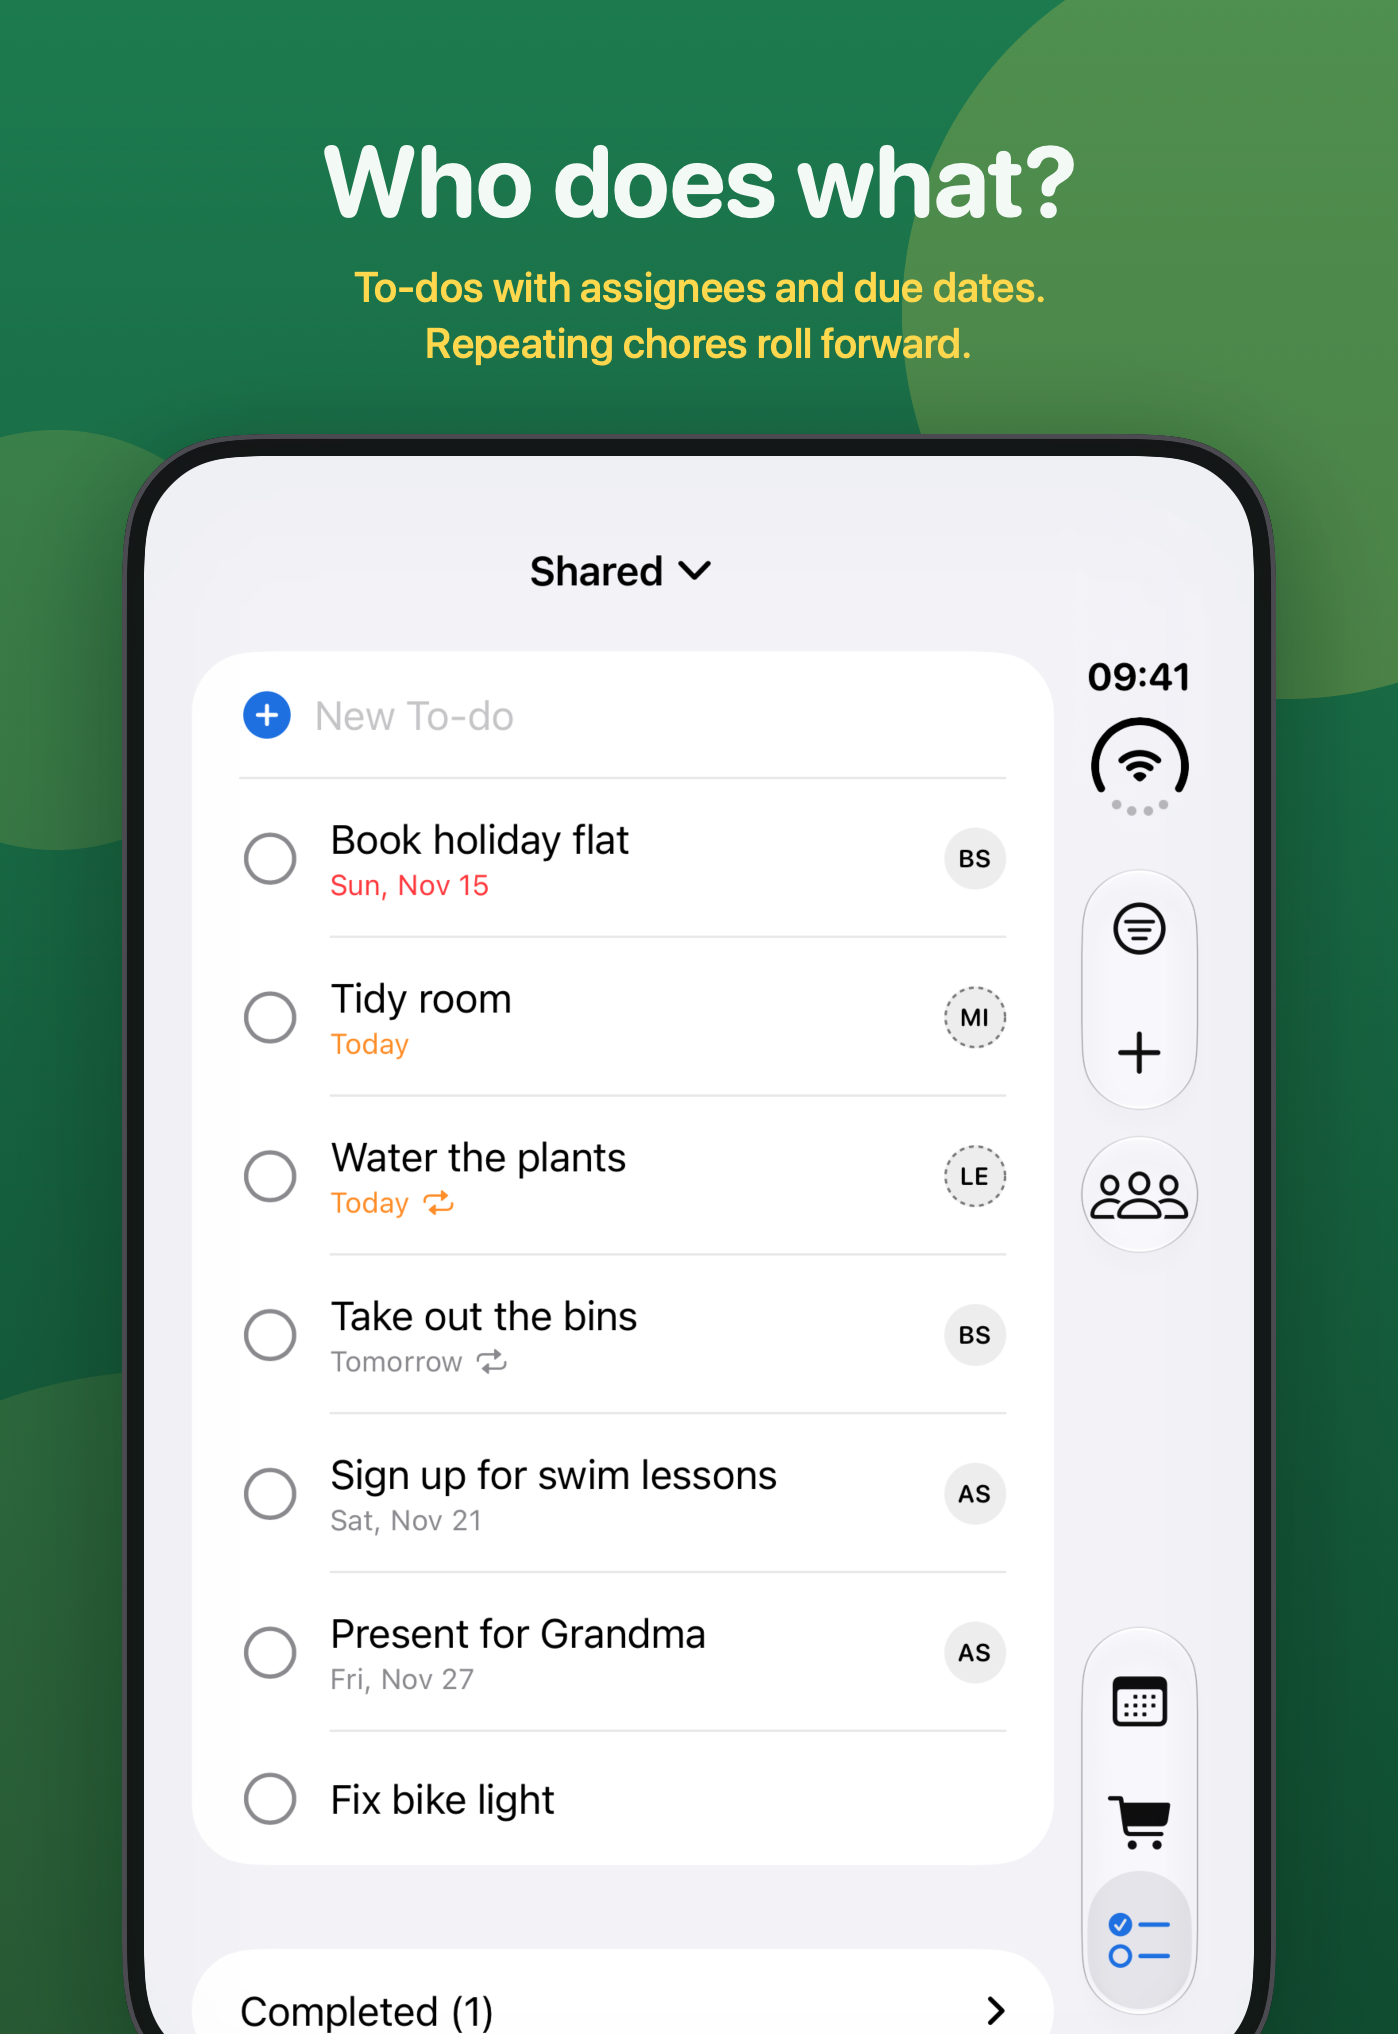 Who does what?
To-dos with assignees and due dates.
Repeating chores roll forward.
Shared
09:41
New To-do
Book holiday flat
Sun, Nov 15
BS
Tidy room
Today
MI
Water the plants
Today
LE
Take out the bins
Tomorrow
BS
Sign up for swim lessons
Sat, Nov 21
AS
Present for Grandma
Fri, Nov 27
AS
Fix bike light
Completed (1)